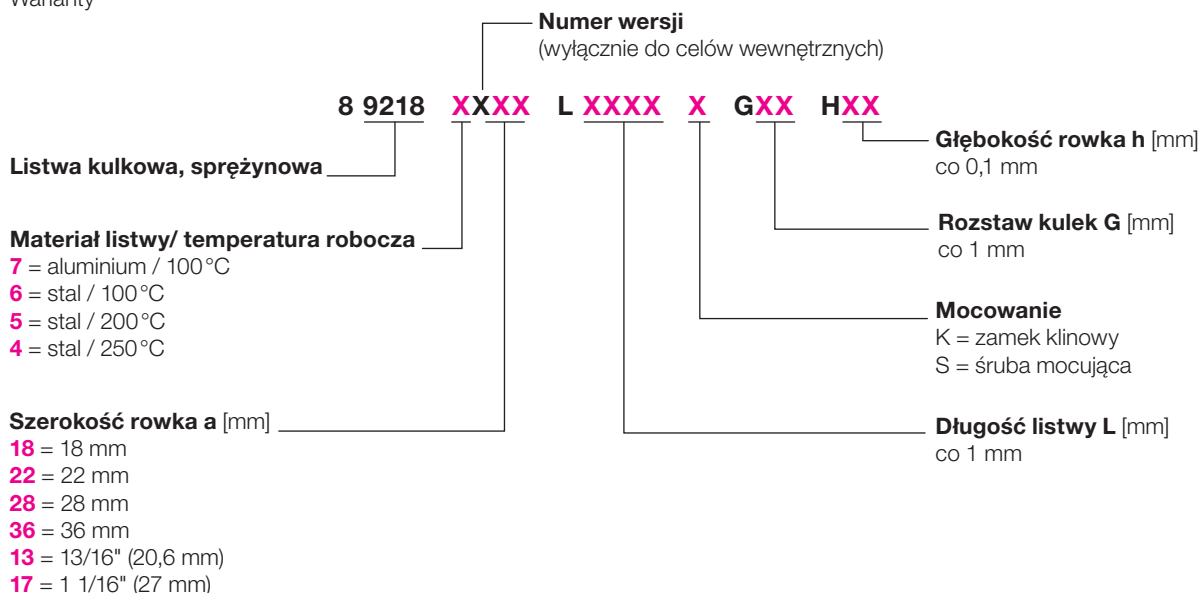 Warianty
Numer wersji
(wyłącznie do celów wewnętrznych)
8 9218 XXXX L XXXX X GXX HXX
Listwa kulkowa, sprężynowa
Głębokość rowka h [mm]
co 0,1 mm
Materiał listwy/ temperatura robocza
7 = aluminium / 100 °C
6 = stal / 100 °C
5 = stal / 200 °C
4 = stal / 250 °C
Rozstaw kulek G [mm]
co 1 mm
Mocowanie
K = zamek klinowy
S = śruba mocująca
Szerokość rowka a [mm]
18 = 18 mm
22 = 22 mm
28 = 28 mm
36 = 36 mm
13 = 13/16" (20,6 mm)
17 = 1 1/16" (27 mm)
Długość listwy L [mm]
co 1 mm